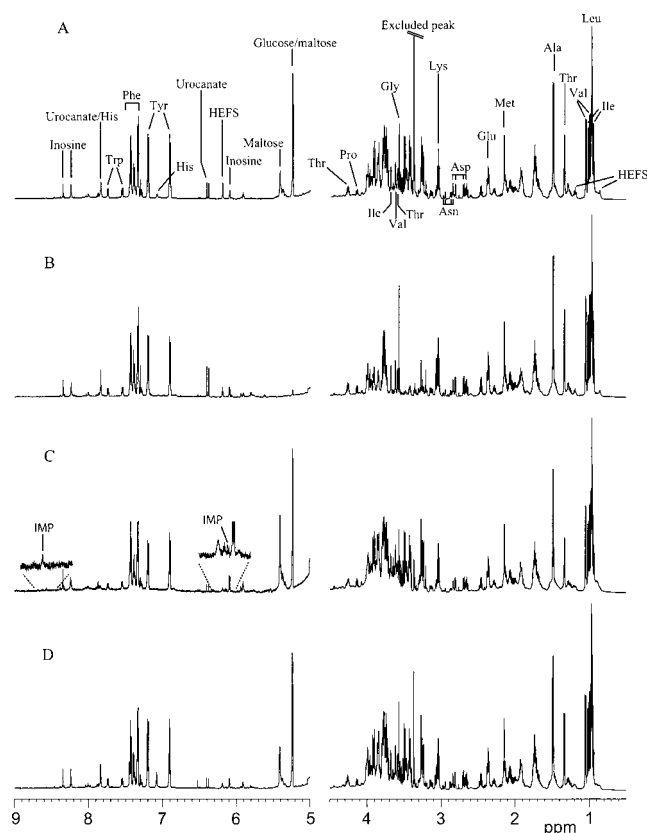 A
Glucose/maltose
Excluded peak
Leu
Urocanate
Lys
Ala
Thr
Phe
Gly
Val
Ile
Urocanate/His
Tyr
HEFS
Met
Inosine
Maltose
Glu
Trp
His
Inosine
Thr
Pro
Asp
HEFS
Ile
Val
Thr
Asn
B
C
IMP
IMP
D
9 8 7 6 5 4 3 2 ppm 1